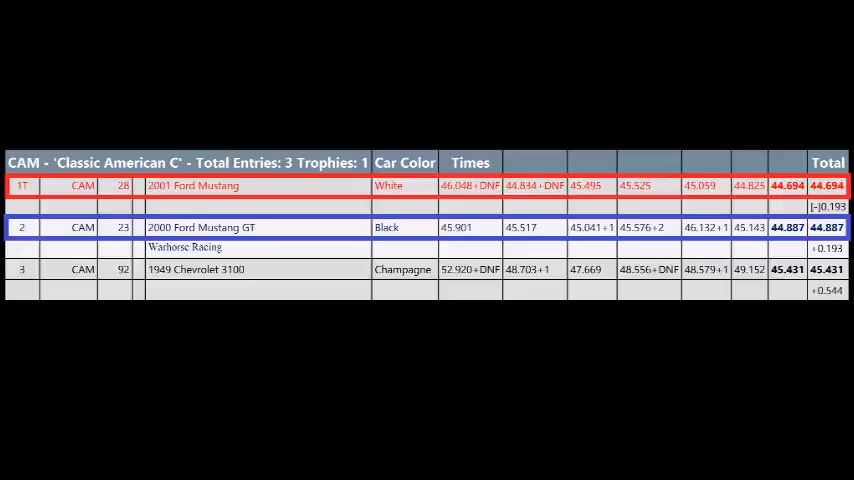 CAM - 'Classic American C' - Total Entries: 3 Trophies: 1 Car Color Times Total
1T CAM 28 2001 Ford Mustang White 46.048+DNF 44.834+DNF 45.495 45.525 45.059 44.825 44.694 44.694
[-]0.193
2 CAM 23 2000 Ford Mustang GT Black 45.901 45.517 45.041+1 45.576+2 46.132+1 45.143 44.887 44.887
Warhorse Racing +0.193
3 CAM 92 1949 Chevrolet 3100 Champagne 52.920+DNF 48.703+1 47.669 48.556+DNF 48.579+1 49.152 45.431 45.431
+0.544